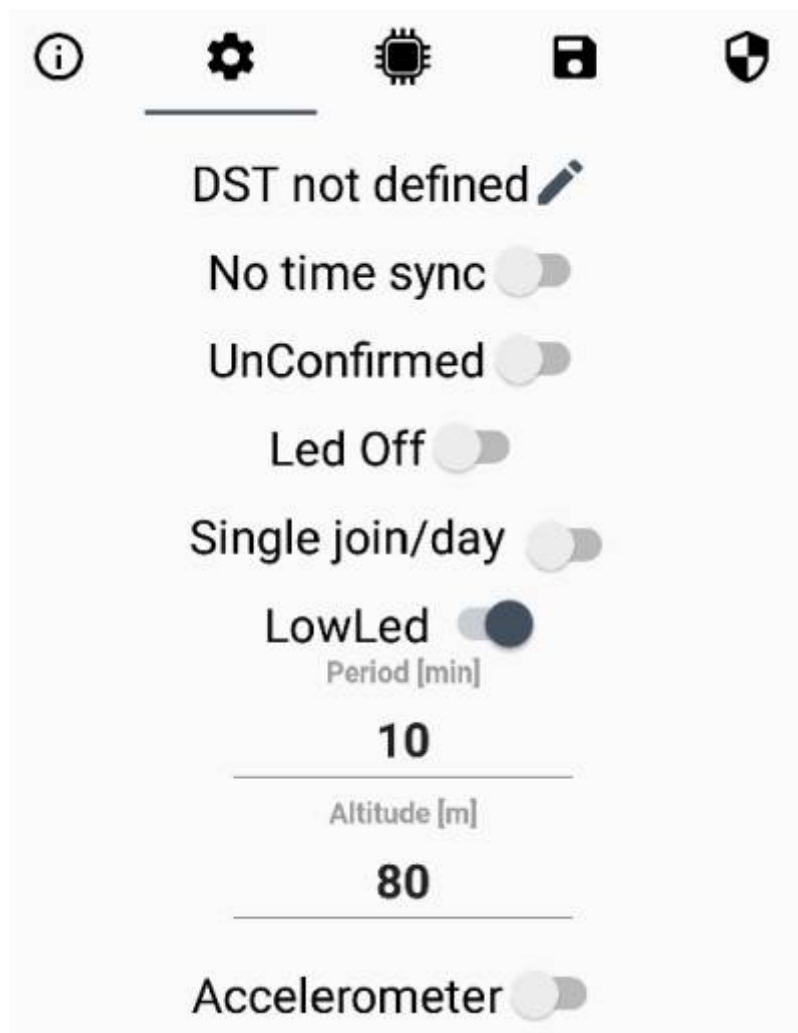 DST not defined
No time sync
UnConfirmed
Led Off
Single join/day
LowLed
Period [min]
10
Altitude [m]
80
Accelerometer